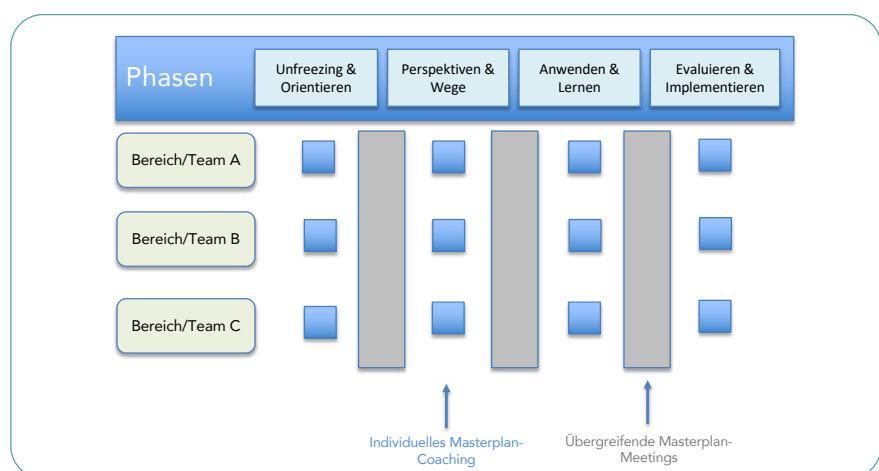 Phasen
Unfreezing &
Orientieren
Perspektiven &
Wege
Anwenden &
Lernen
Evaluieren &
Implementieren
Bereich/Team A
Bereich/Team B
Bereich/Team C
Individuelles Masterplan-
Coaching
Übergreifende Masterplan-
Meetings